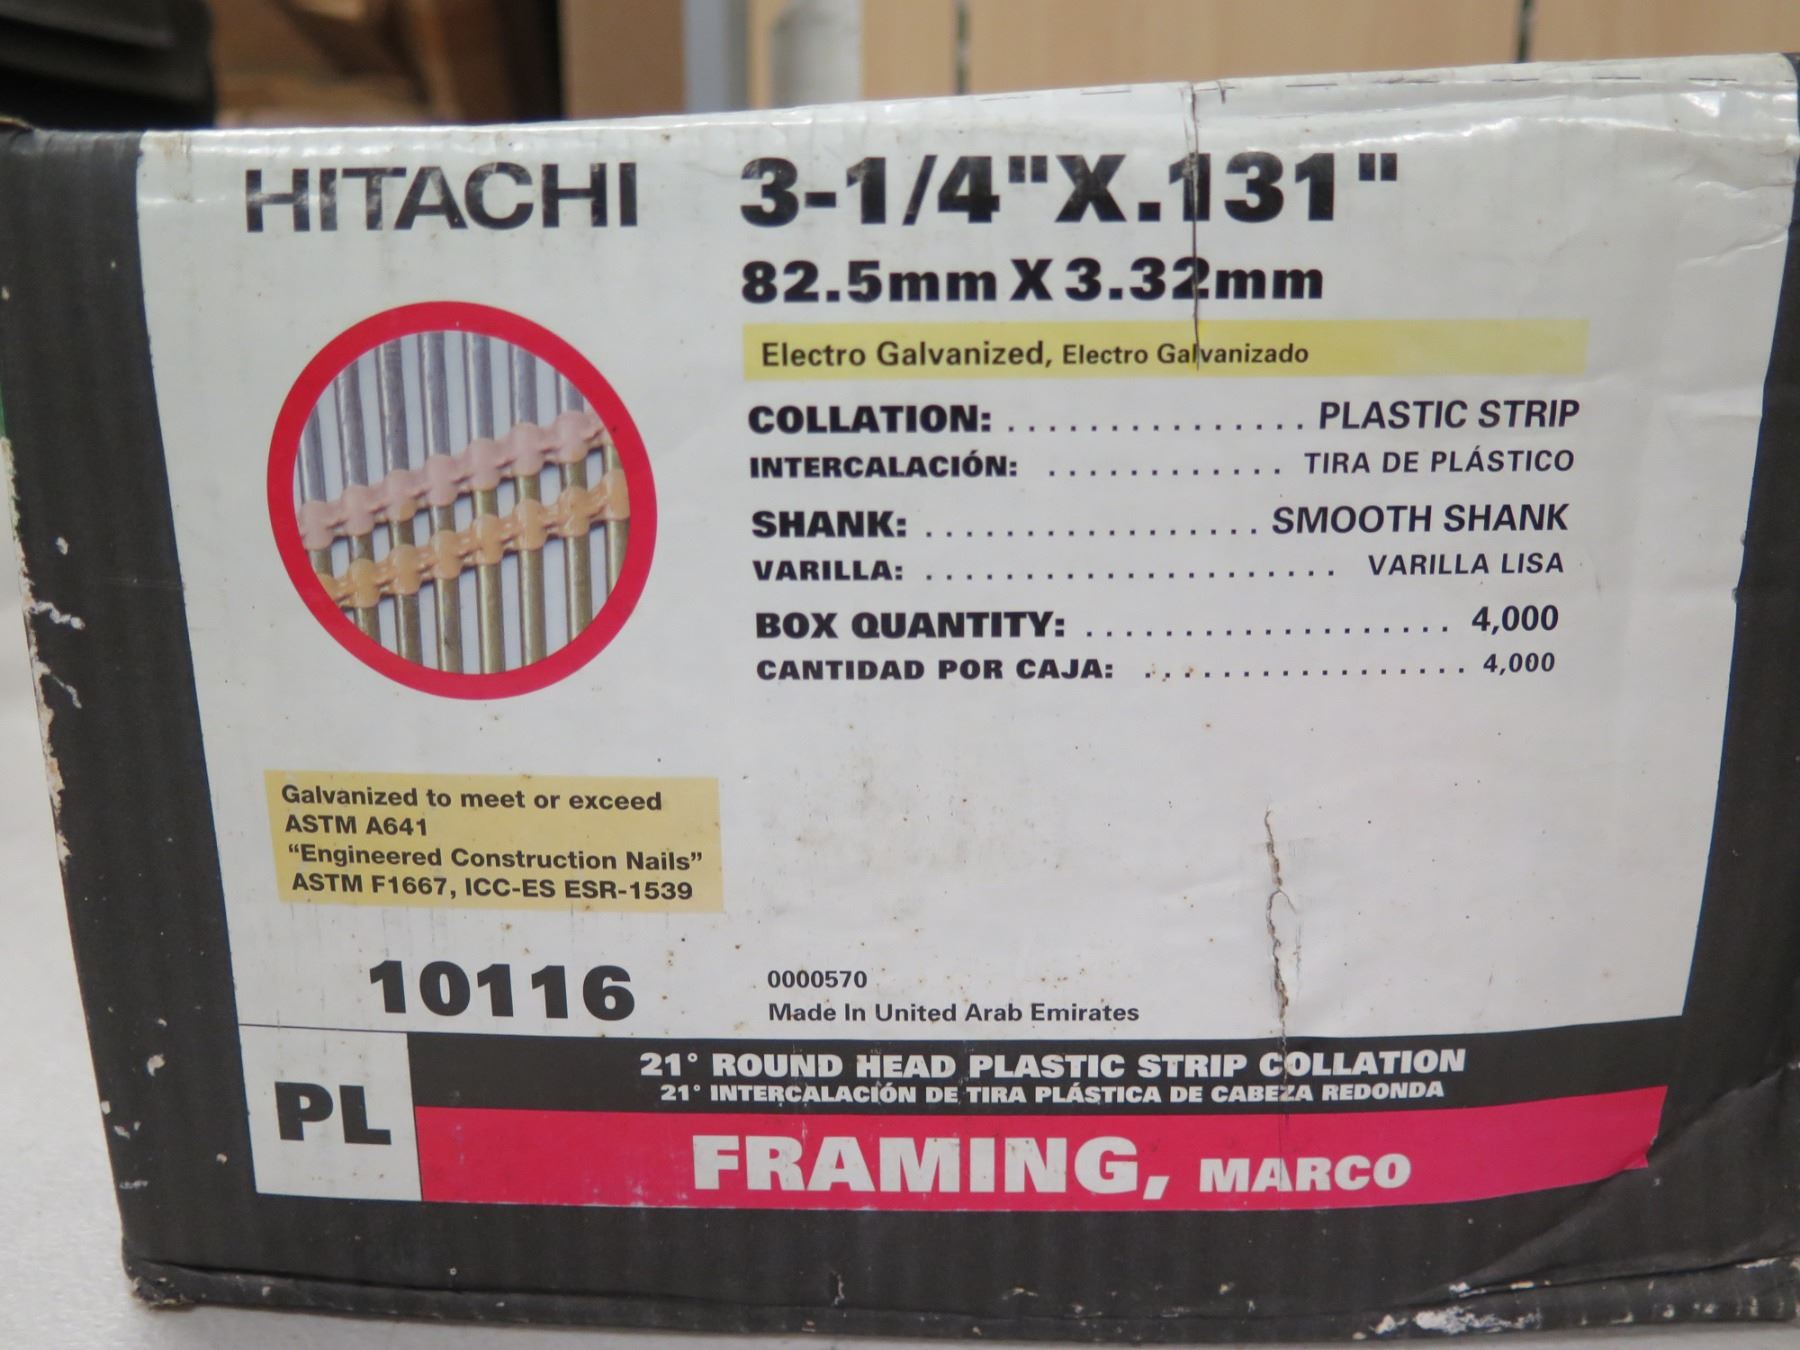 HITACHI
3-1/4"X.131"
82.5mm X 3.32mm
Electro Galvanized, Electro Galvanizado
COLLATION: . . . . . . . . . . . . . . . PLASTIC STRIP
INTERCALACIÓN: . . . . . . . . . . . . TIRA DE PLÁSTICO
SHANK: . . . . . . . . . . . . . . . . . SMOOTH SHANK
VARILLA: . . . . . . . . . . . . . . . . . . . . . VARILLA LISA
BOX QUANTITY: . . . . . . . . . . . . . . . . . . . 4,000
CANTIDAD POR CAJA: . . . . . . . . . . . . . . . . . 4,000
Galvanized to meet or exceed
ASTM A641
“Engineered Construction Nails”
ASTM F1667, ICC-ES ESR-1539
10116
0000570
Made In United Arab Emirates
PL
21° ROUND HEAD PLASTIC STRIP COLLATION
21° INTERCALACIÓN DE TIRA PLÁSTICA DE CABEZA REDONDA
FRAMING, MARCO